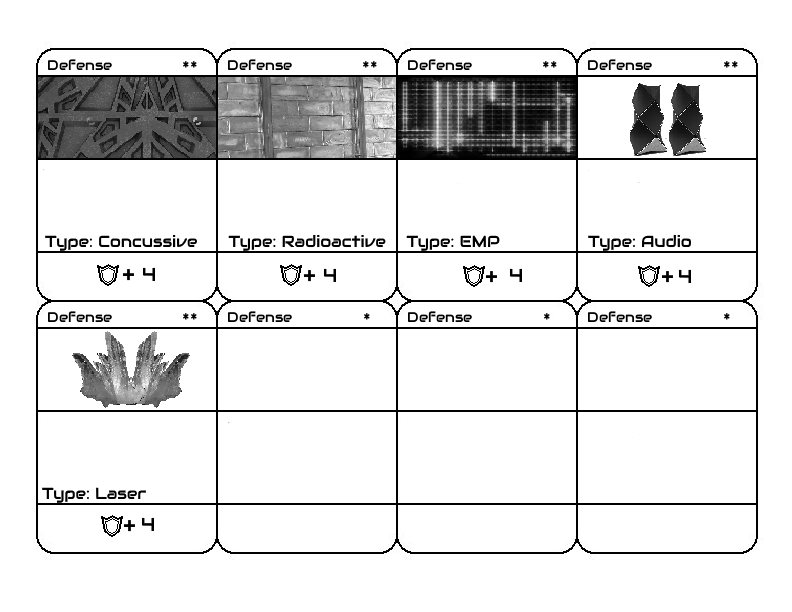 Defense **
Defense **
Defense **
Defense **
Type: Concussive
Type: Radioactive
Type: EMP
Type: Audio
+ 4
+ 4
+ 4
+ 4
Defense **
Defense *
Defense *
Defense *
Type: Laser
+ 4